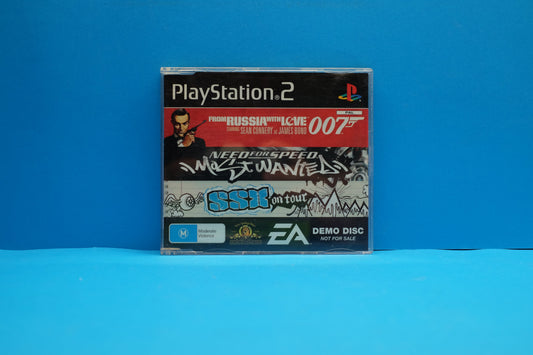 PlayStation 2
PAL
FROM RUSSIA WITH LOVE
STARRING SEAN CONNERY AS JAMES BOND
007
NEED FOR SPEED
MOST WANTED
SSX on tour
M
Moderate
Violence
EA
DEMO DISC
NOT FOR SALE